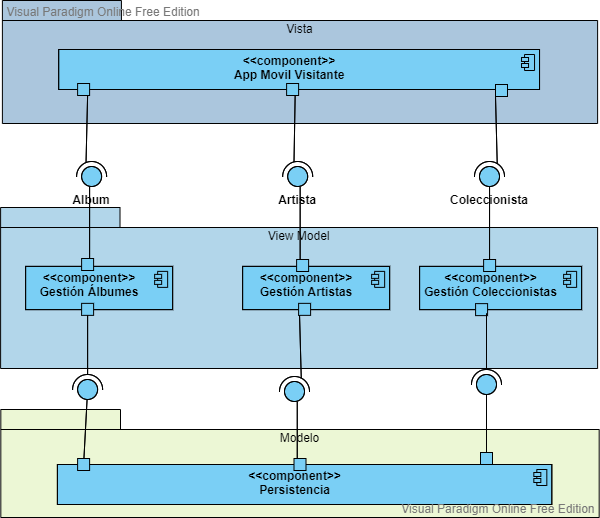 Visual Paradigm Online Free Edition
Vista
<<component>>
App Movil Visitante
Album
Artista
Coleccionista
View Model
<<component>>
Gestión Álbumes
<<component>>
Gestión Artistas
<<component>>
Gestión Coleccionistas
Modelo
<<component>>
Persistencia
Visual Paradigm Online Free Edition